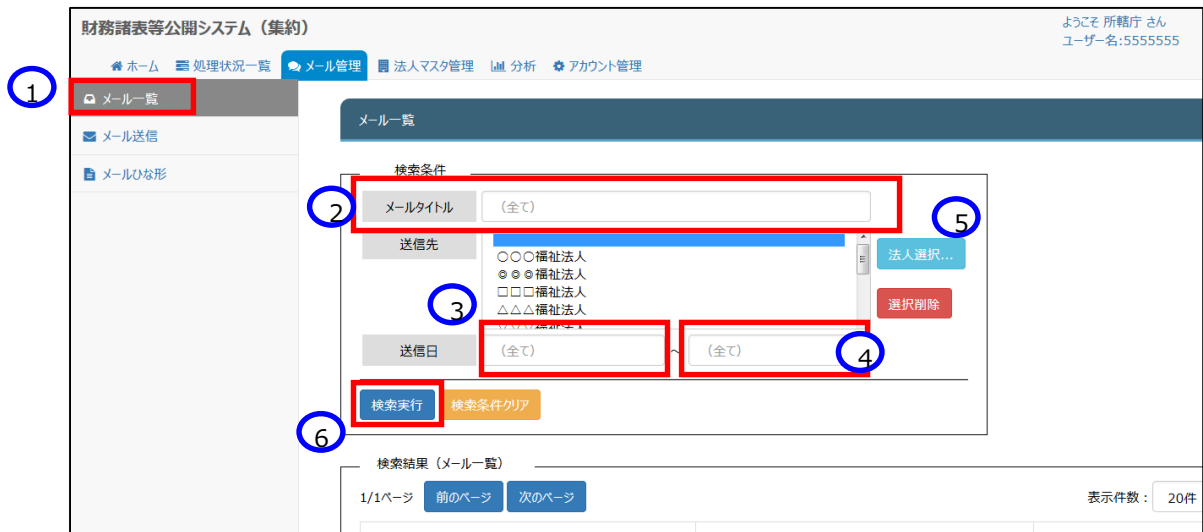 財務諸表等公開システム（集約）
ようこそ 所轄庁 さん
ユーザー名:5555555
ホーム 処理状況一覧 メール管理 法人マスタ管理 分析 アカウント管理
1
メール一覧
メール送信
メールひな形
メール一覧
検索条件
2
メールタイトル （全て）
5
送信先
○○○福祉法人
◎◎◎福祉法人
□□□福祉法人
△△△福祉法人
法人選択...
選択削除
3
送信日 （全て） ～ （全て）
4
検索実行 検索条件クリア
6
検索結果（メール一覧）
1/1ページ 前のページ 次のページ 表示件数： 20件